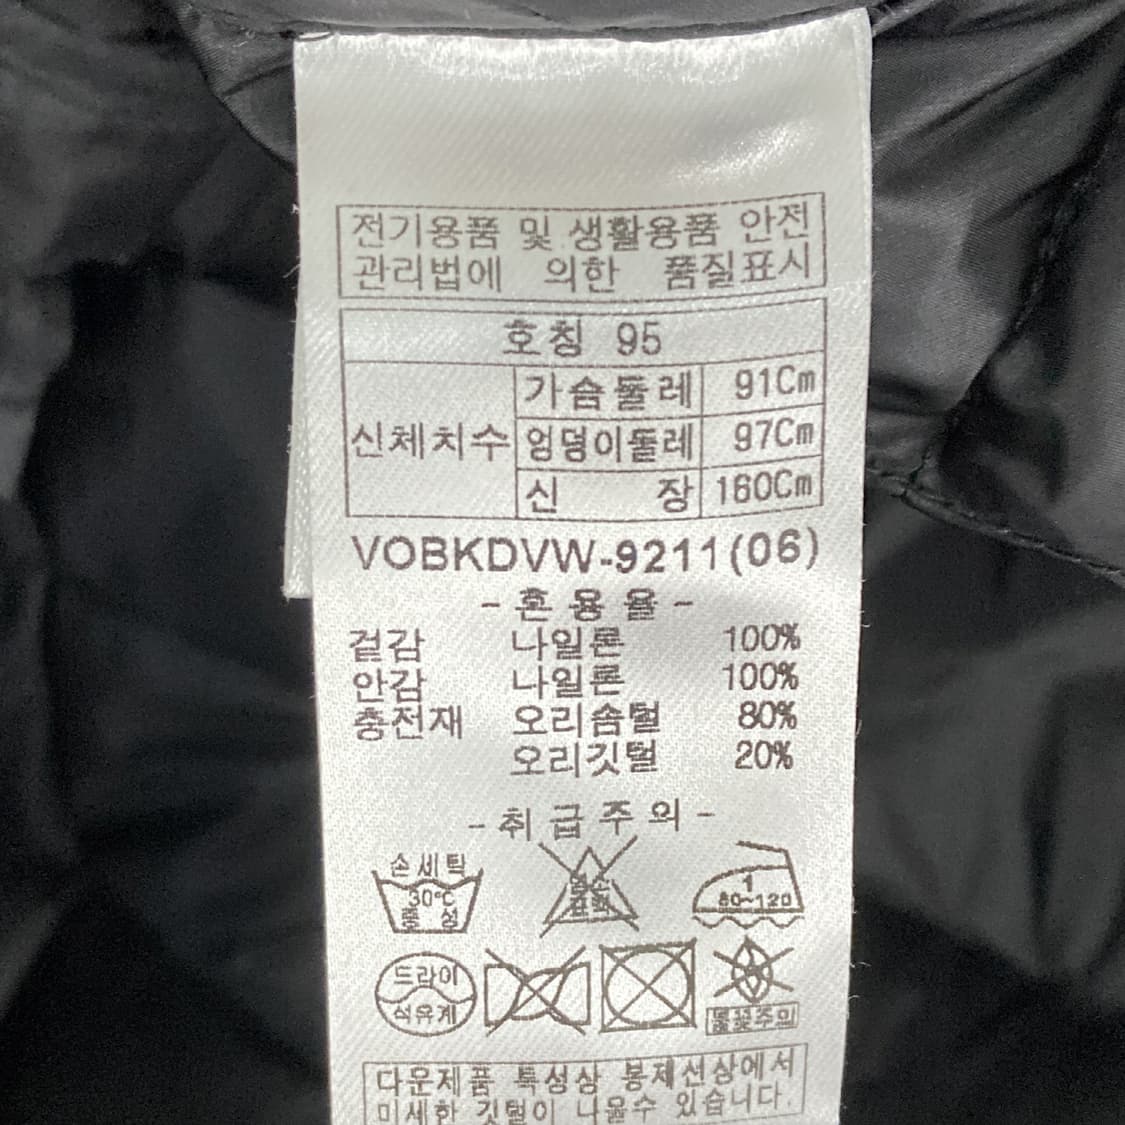 전기용품 및 생활용품 안전
관리법에 의한 품질표시
호칭 95
신체치수
가슴둘레 91Cm
엉덩이둘레 97Cm
신 장 160Cm
VOBKDVW-9211(06)
- 혼 용 율 -
겉감 나일론 100%
안감 나일론 100%
충전재 오리솜털 80%
오리깃털 20%
- 취 급 주 의 -
손세탁
30℃
중 성
염소
표백
1
80~120
드라이
석유계
불꽃주의
다운제품 특성상 봉제선상에서
미세한 깃털이 나올수 있습니다.